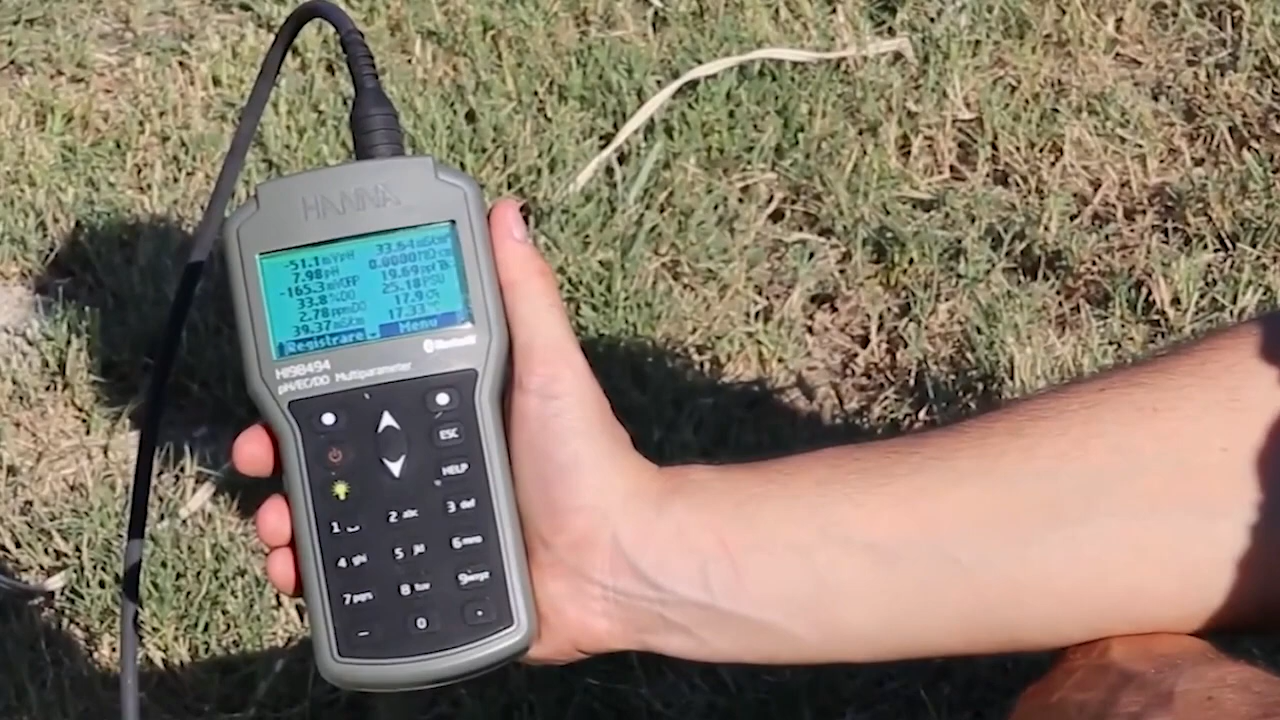 HANNA
-51.1 mVpH 33.64 mS/cm
7.98 pH 0.0000 MΩ·cm
-165.3 mVORP 19.69 ppt
33.8 %DO 25.18 PSU
2.78 ppmDO 17.9
39.37 mS/cm 17.33
Registrare Menu
Bluetooth
HI98494
pH/EC/DO Multiparameter
ESC
HELP
1 2 abc 3 def
4 ghi 5 jkl 6 mno
7 pqrs 8 tuv 9 wxyz
- 0 .